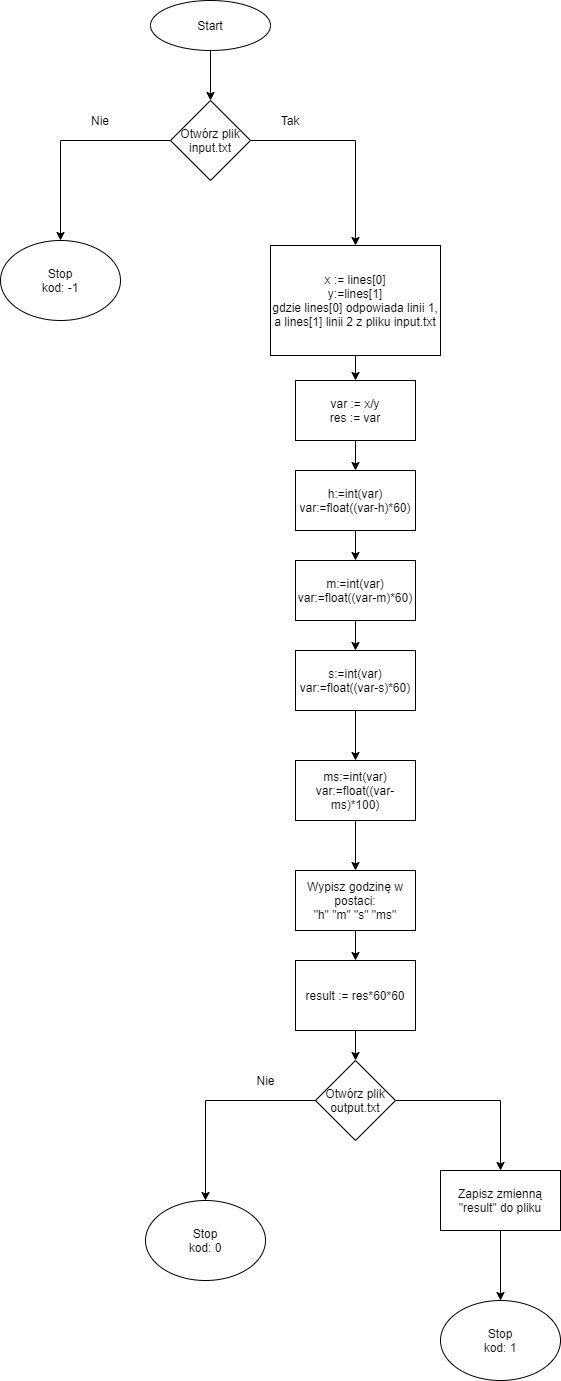 Start
Nie
Tak
Otwórz plik
input.txt
Stop
kod: -1
x := lines[0]
y:=lines[1]
gdzie lines[0] odpowiada linii 1,
a lines[1] linii 2 z pliku input.txt
var := x/y
res := var
h:=int(var)
var:=float((var-h)*60)
m:=int(var)
var:=float((var-m)*60)
s:=int(var)
var:=float((var-s)*60)
ms:=int(var)
var:=float((var-
ms)*100)
Wypisz godzinę w
postaci:
"h" "m" "s" "ms"
result := res*60*60
Nie
Otwórz plik
output.txt
Zapisz zmienną
"result" do pliku
Stop
kod: 0
Stop
kod: 1